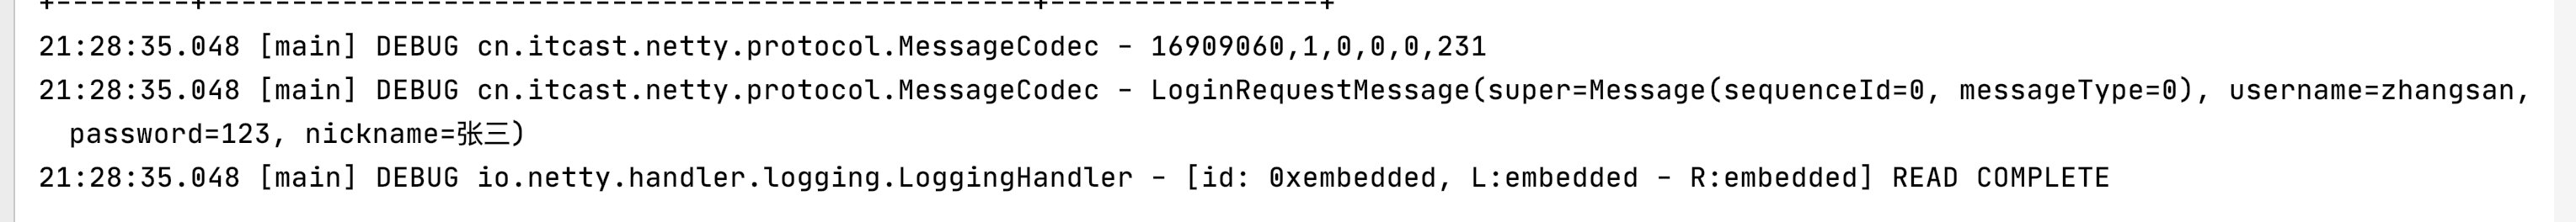 +--------+-------------------------------------------------+----------------+
21:28:35.048 [main] DEBUG cn.itcast.netty.protocol.MessageCodec - 16909060,1,0,0,0,231
21:28:35.048 [main] DEBUG cn.itcast.netty.protocol.MessageCodec - LoginRequestMessage(super=Message(sequenceId=0, messageType=0), username=zhangsan,
password=123, nickname=张三)
21:28:35.048 [main] DEBUG io.netty.handler.logging.LoggingHandler - [id: 0xembedded, L:embedded - R:embedded] READ COMPLETE